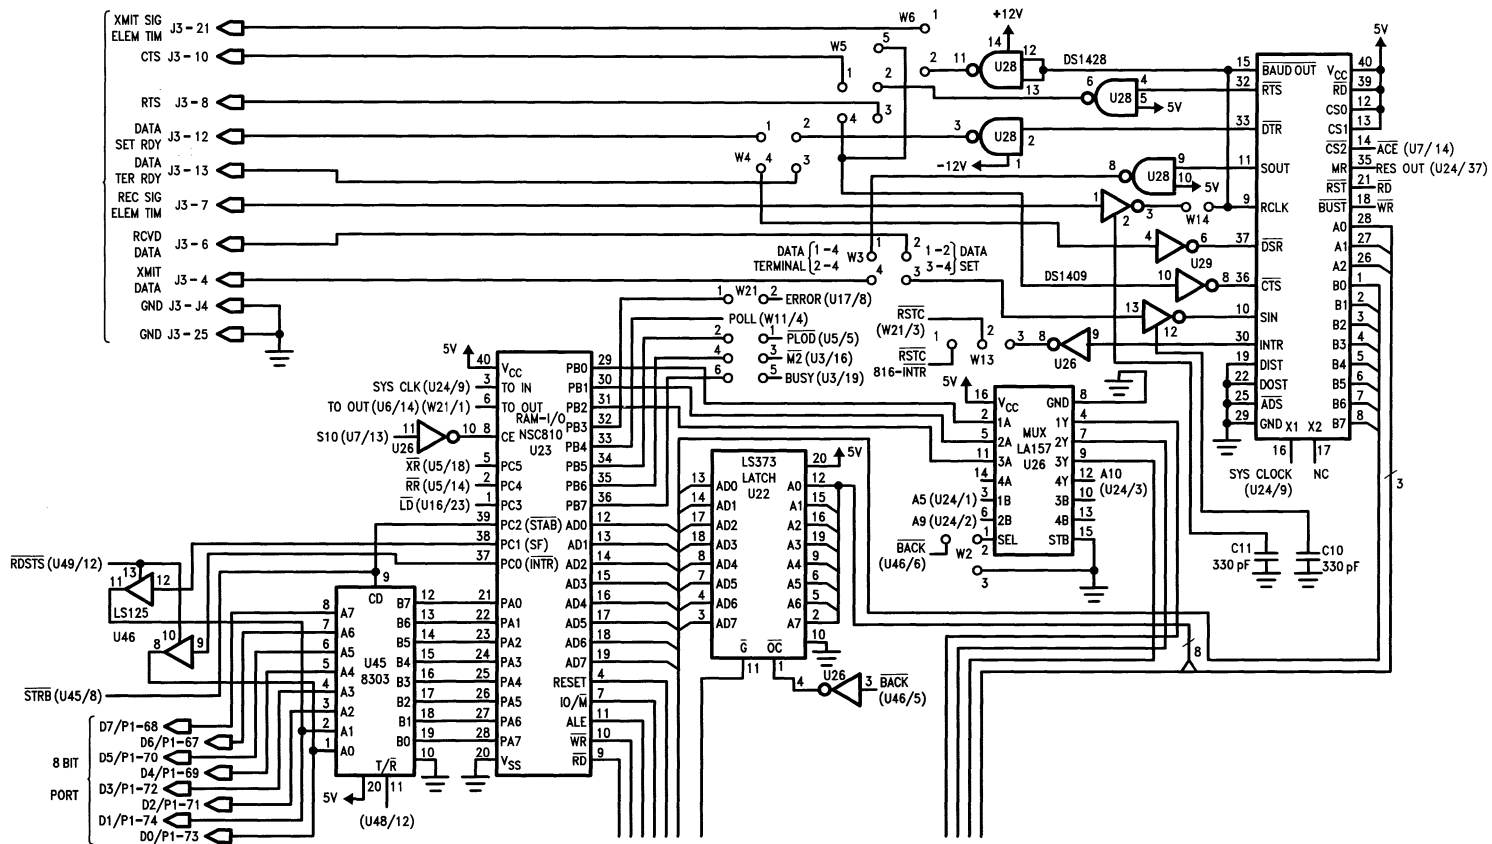 XMIT SIG
ELEM TIM J3-21
CTS J3-10
RTS J3-8
DATA
SET RDY J3-12
DATA
TER RDY J3-13
REC SIG
ELEM TIM J3-7
RCVD
DATA J3-6
XMIT
DATA J3-4
GND J3-J4
GND J3-25
W6 1
2
W5 5
1 2
4 3
1 2
W4 4 3
+12V
14
11 U28 12
13
DS1428
6 U28 4
5 5V
3 U28 2
1
-12V
8 U28 9
10 5V
1 2 3 W14
4 6
U29
DS1409
10 8
13 12
DATA 1-4
TERMINAL 2-4
W3 1 2
4 3
1-2 DATA
3-4 SET
5V
15 BAUD OUT
32 RTS
33 DTR
11 SOUT
9 RCLK
37 DSR
36 CTS
10 SIN
30 INTR
19 DIST
22 DOST
25 ADS
29 GND X1 X2
16 17
SYS CLOCK NC
(U24/9)
VCC 40
RD 39
CS0 12
CS1 13
CS2 14 ACE (U7/14)
MR 35 RES OUT (U24/37)
RST 21 RD
BUST 18 WR
A0 28
A1 27
A2 26
B0 1
B1 2
B2 3
B3 4
B4 5
B5 6
B6 7
B7 8
3
1 W21 2 ERROR (U17/8)
POLL (W11/4)
2 1 PLOD (U5/5)
4 3 M2 (U3/16)
6 5 BUSY (U3/19)
RSTC
(W21/3)
RSTC
816-INTR
1 2 3
W13
8 9
U26
5V
40 VCC
SYS CLK (U24/9) 3 TO IN
TO OUT (U6/14) (W21/1) 6 TO OUT
RAM-I/O
NSC810
U23
S10 (U7/13) 11 10 8 CE
U26
XR (U5/18) 5 PC5
RR (U5/14) 2 PC4
LD (U16/23) 1 PC3
39 PC2 (STAB)
38 PC1 (SF)
37 PC0 (INTR)
21 PA0
22 PA1
23 PA2
24 PA3
25 PA4
26 PA5
27 PA6
28 PA7
20 VSS
PB0 29
PB1 30
PB2 31
PB3 32
PB4 33
PB5 34
PB6 35
PB7 36
AD0 12
AD1 13
AD2 14
AD3 15
AD4 16
AD5 17
AD6 18
AD7 19
RESET 4
IO/M 7
ALE 11
WR 10
RD 9
LS373
LATCH
U22
13 AD0
14 AD1
17 AD2
18 AD3
8 AD4
7 AD5
4 AD6
3 AD7
G OC
11 1
20 5V
A0 12
A1 15
A2 16
A3 19
A4 9
A5 6
A6 5
A7 2
10
4 U26 3 BACK
(U46/5)
5V
16 VCC
2 1A
5 2A
11 3A
14 4A
A5 (U24/1) 3 1B
A9 (U24/2) 6 2B
BACK
(U46/6)
1 SEL
W2 2
3
MUX
LA157
U26
GND 8
1Y 4
2Y 7
3Y 9
4Y 12 A10
(U24/3)
3B 10
4B 13
STB 15
C11
330 pF
C10
330 pF
8
RDSTS (U49/12)
11 13 12
LS125
U46
8 10 9
STRB (U45/8)
9
CD
8 A7
7 A6
6 A5
5 A4
4 A3
3 A2
2 A1
1 A0
U45
8303
B7 12
B6 13
B5 14
B4 15
B3 16
B2 17
B1 18
B0 19
10
T/R
20 11
5V
(U48/12)
8 BIT
PORT
D7/P1-68
D6/P1-67
D5/P1-70
D4/P1-69
D3/P1-72
D2/P1-71
D1/P1-74
D0/P1-73